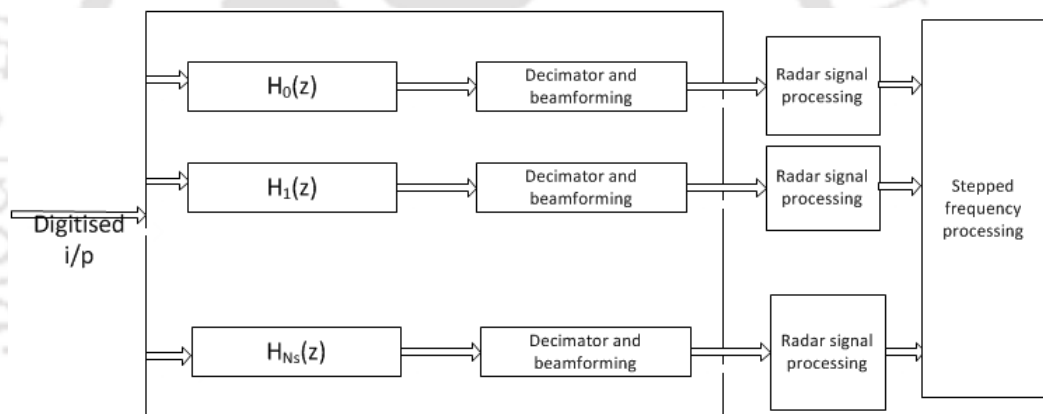 H₀(z)
Decimator and
beamforming
Radar signal
processing
H₁(z)
Decimator and
beamforming
Radar signal
processing
Digitised
i/p
Stepped
frequency
processing
H_Ns(z)
Decimator and
beamforming
Radar signal
processing